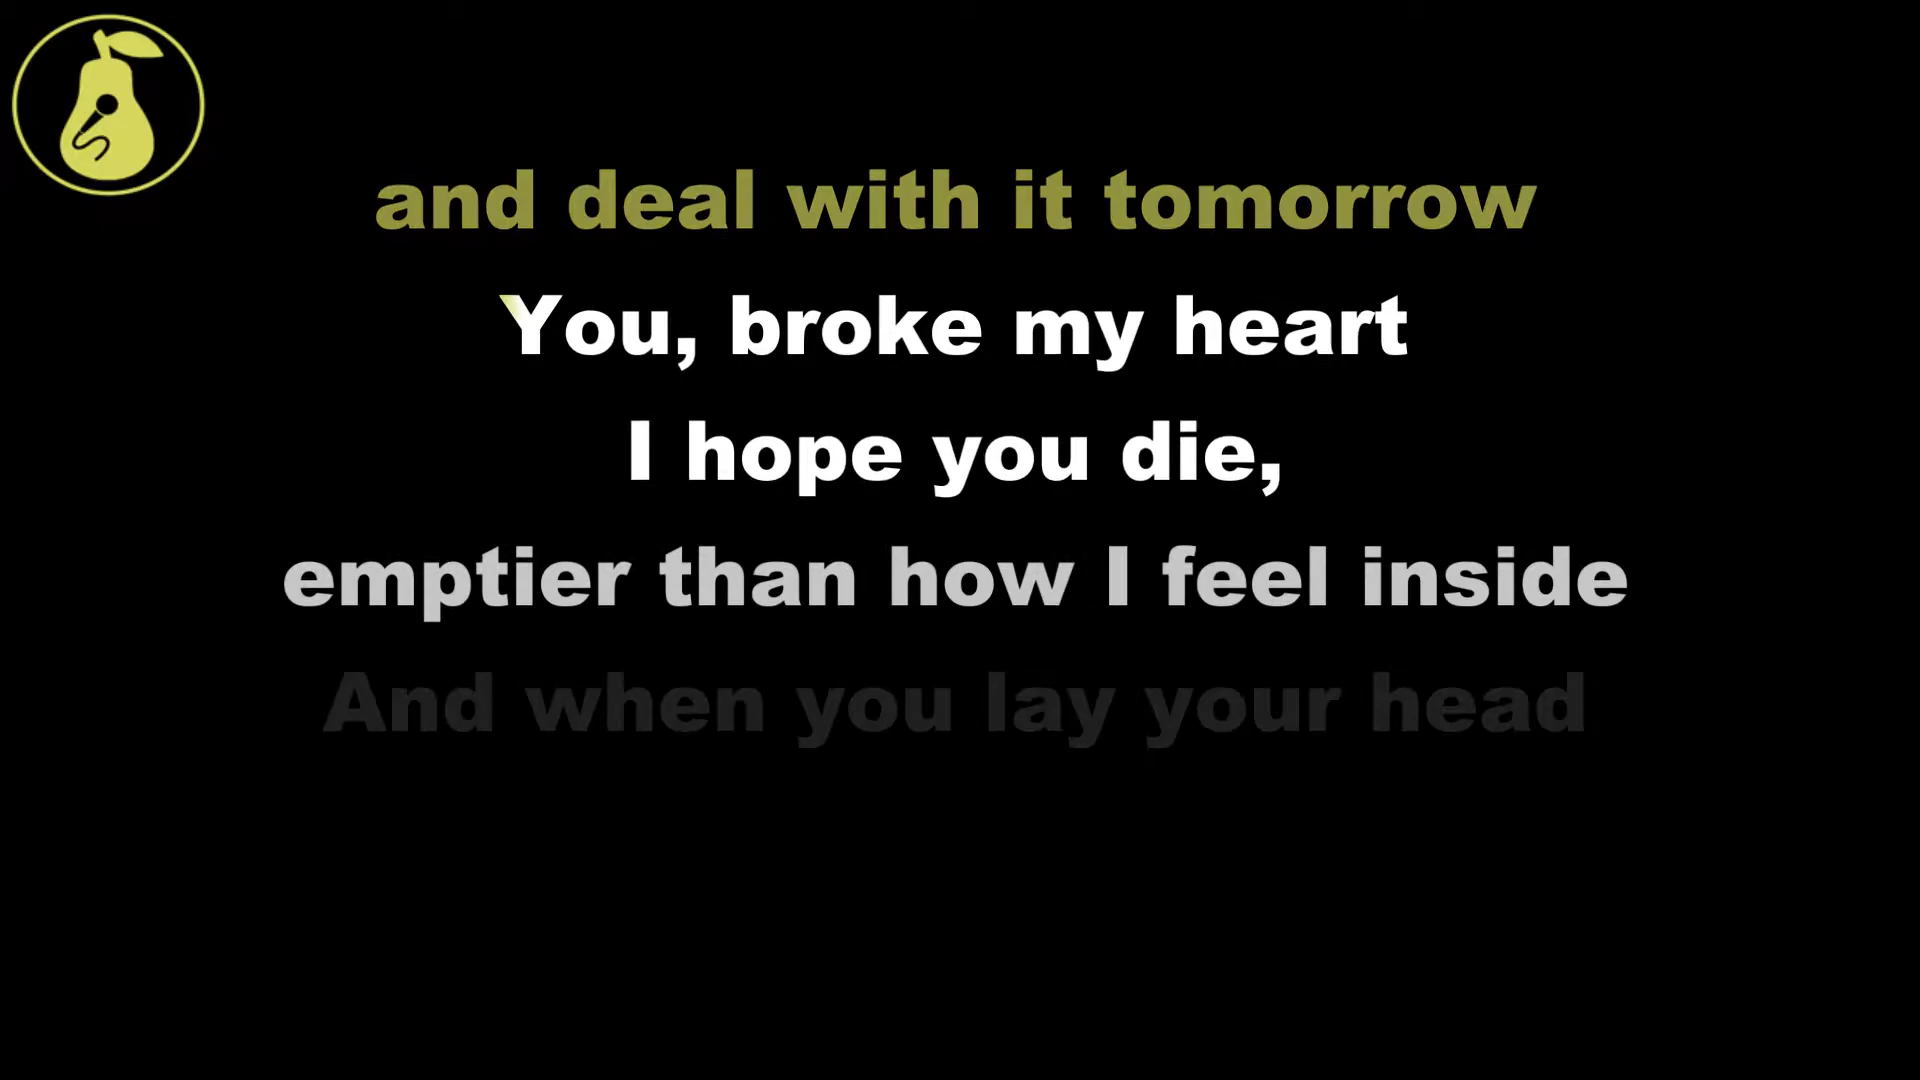 and deal with it tomorrow
You, broke my heart
I hope you die,
emptier than how I feel inside
And when you lay your head